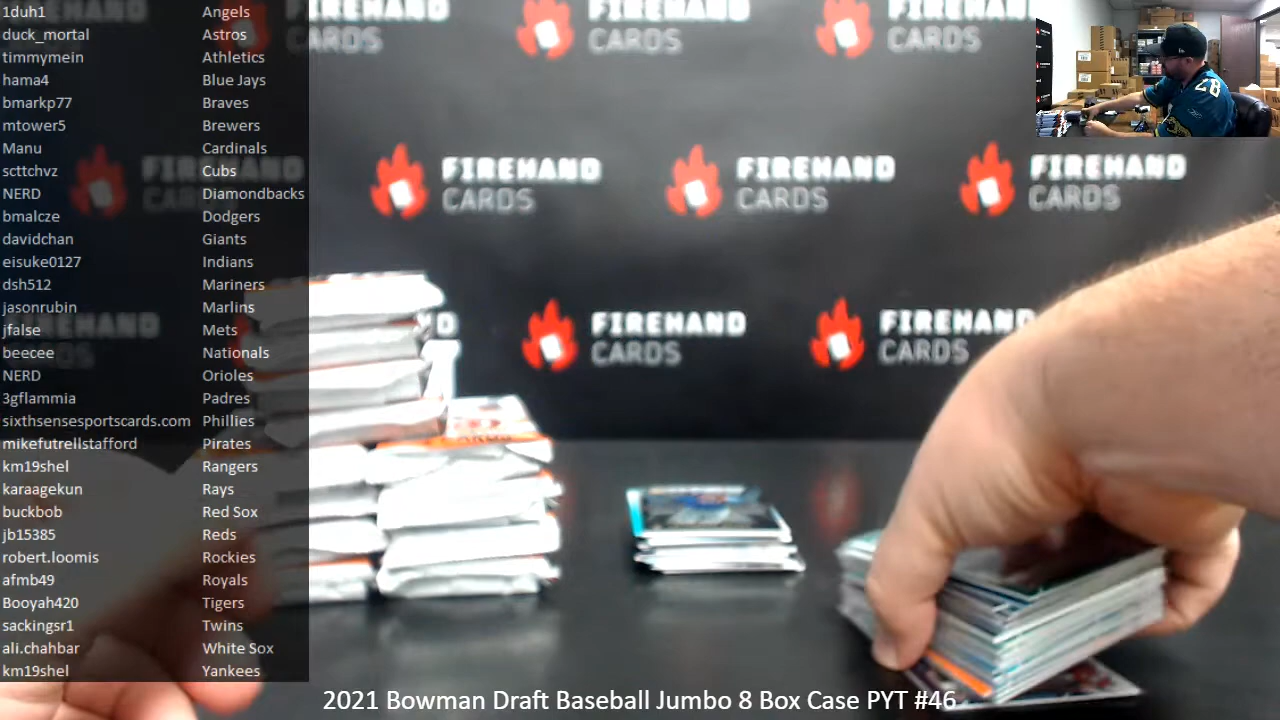 1duh1 Angels
duck_mortal Astros
timmymein Athletics
hama4 Blue Jays
bmarkp77 Braves
mtower5 Brewers
Manu Cardinals
scttchvz Cubs
NERD Diamondbacks
bmalcze Dodgers
davidchan Giants
eisuke0127 Indians
dsh512 Mariners
jasonrubin Marlins
jfalse Mets
beecee Nationals
NERD Orioles
3gflammia Padres
sixthsensesportscards.com Phillies
mikefutrellstafford Pirates
km19shel Rangers
karaagekun Rays
buckbob Red Sox
jb15385 Reds
robert.loomis Rockies
afmb49 Royals
Booyah420 Tigers
sackingsr1 Twins
ali.chahbar White Sox
km19shel Yankees
FIREHAND
CARDS
FIREHAND
CARDS
FIREHAND
CARDS
FIREHAND
CARDS
FIREHAND
CARDS
FIREHAND
CARDS
FIREHAND
CARDS
FIREHAND
CARDS
28
2021 Bowman Draft Baseball Jumbo 8 Box Case PYT #46